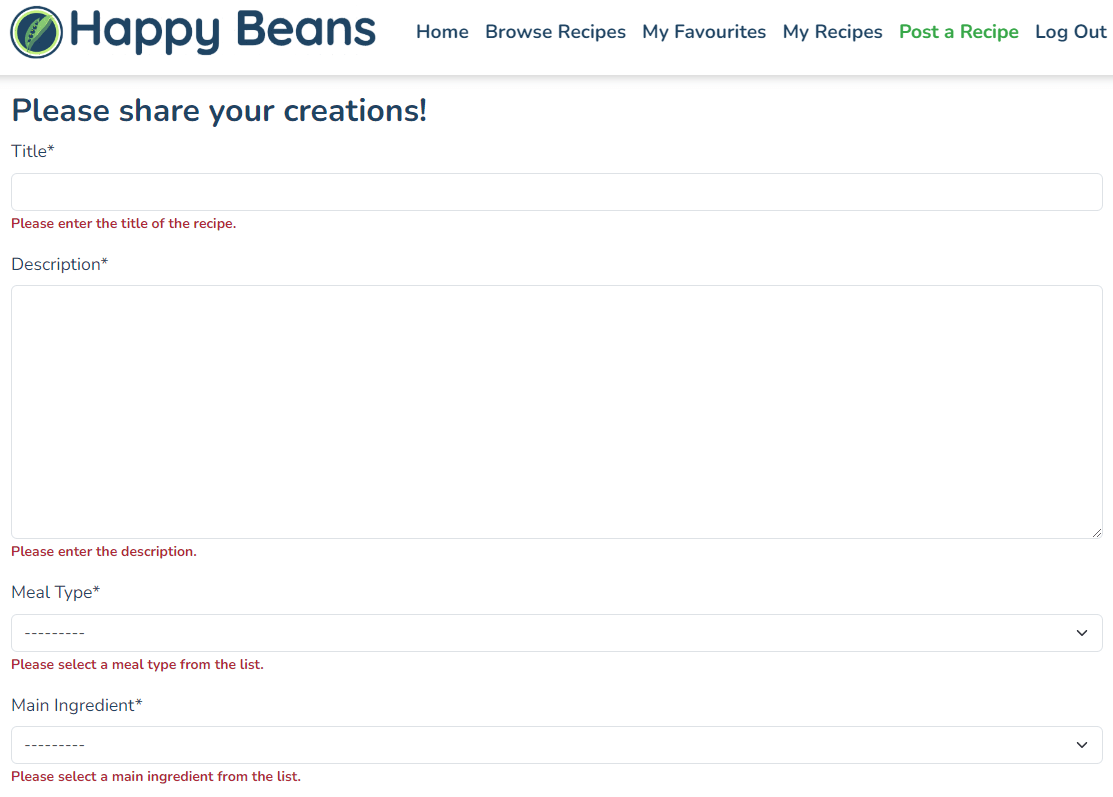 Happy Beans
Home Browse Recipes My Favourites My Recipes Post a Recipe Log Out
Please share your creations!
Title*
Please enter the title of the recipe.
Description*
Please enter the description.
Meal Type*
---------
Please select a meal type from the list.
Main Ingredient*
---------
Please select a main ingredient from the list.